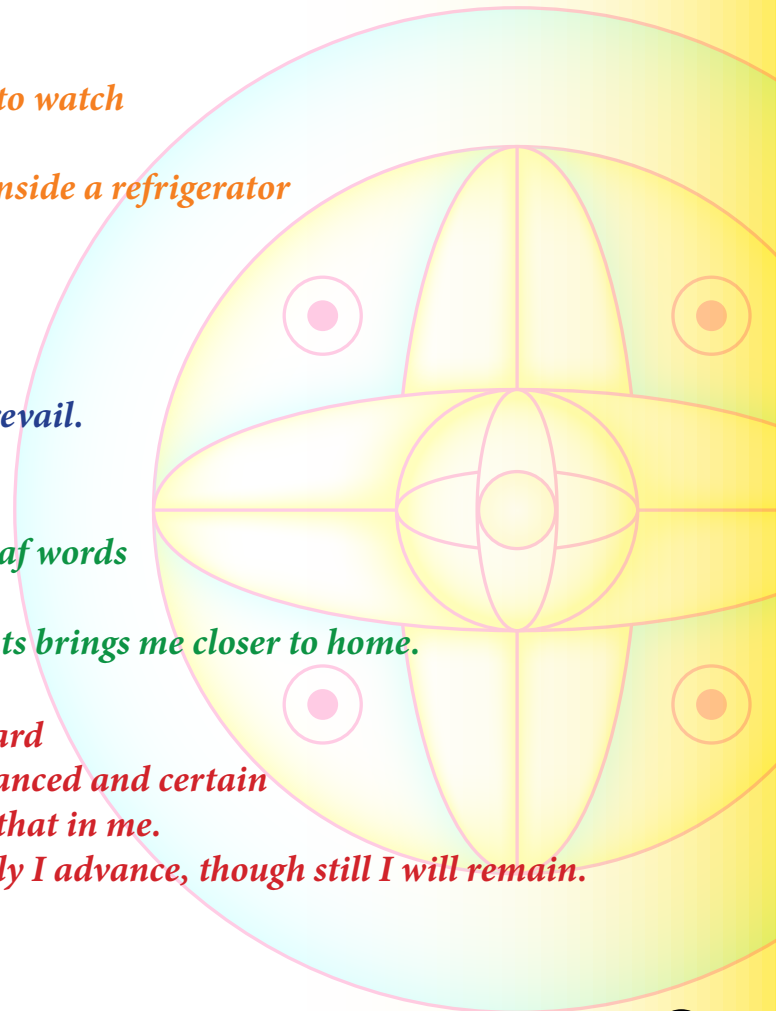 to watch
nside a refrigerator
evail.
af words
ts brings me closer to home.
ard
anced and certain
that in me.
ly I advance, though still I will remain.